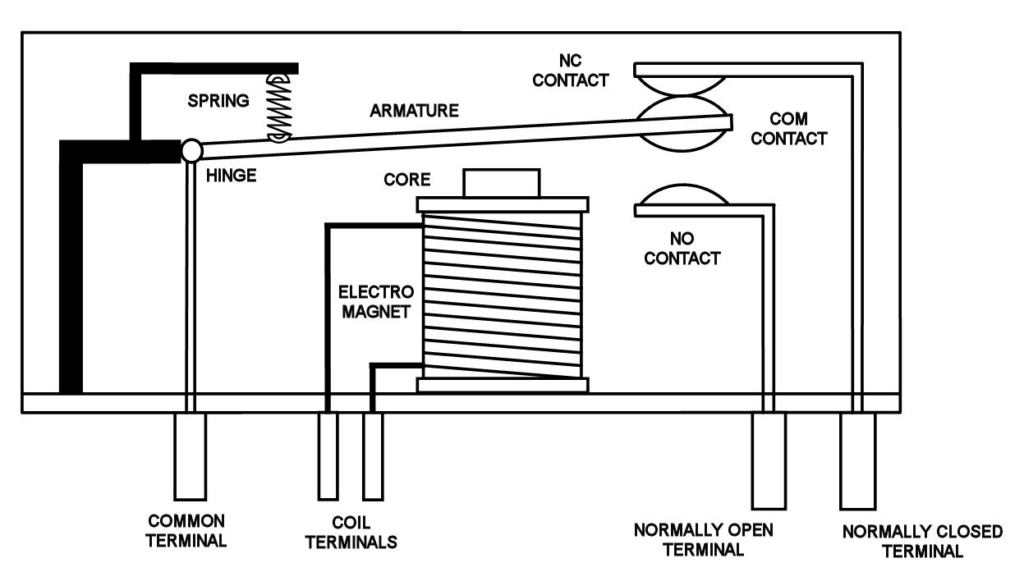 NC
CONTACT
SPRING
ARMATURE
COM
CONTACT
HINGE
CORE
NO
CONTACT
ELECTRO
MAGNET
COMMON
TERMINAL
COIL
TERMINALS
NORMALLY OPEN
TERMINAL
NORMALLY CLOSED
TERMINAL